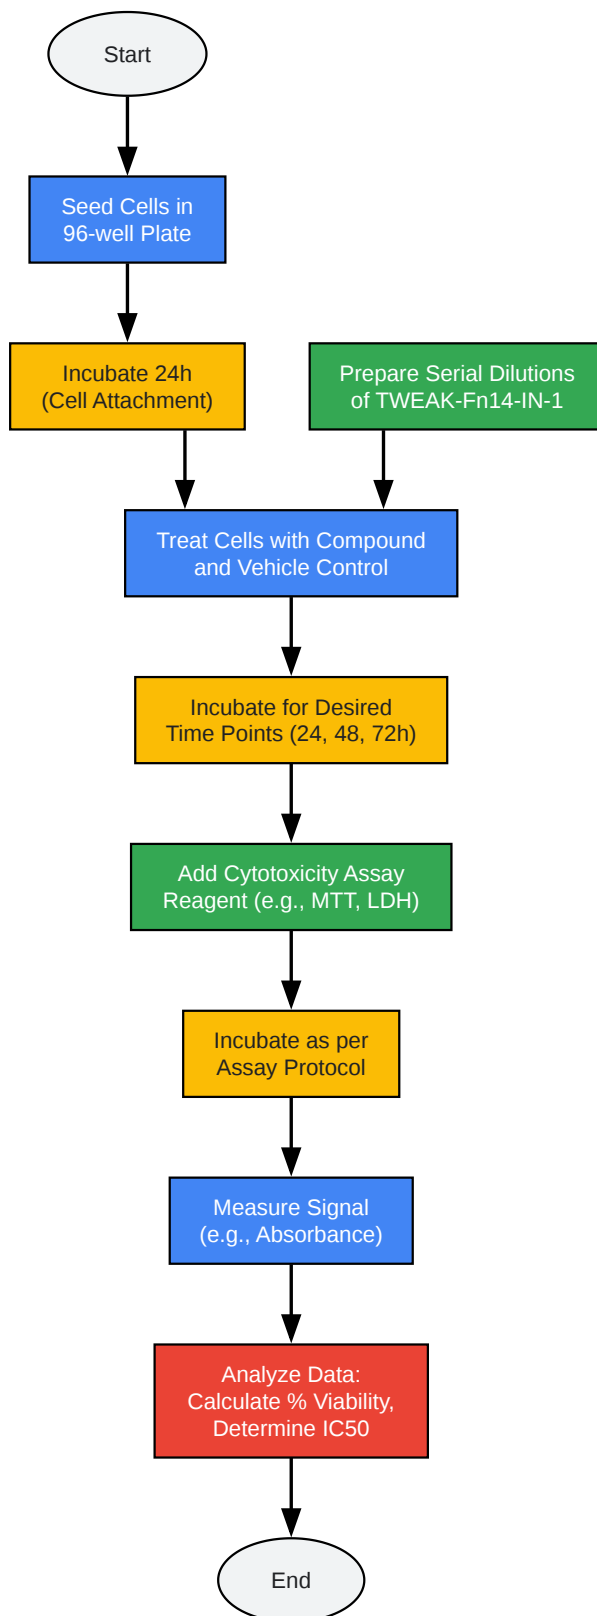 Start
Seed Cells in
96-well Plate
Incubate 24h
(Cell Attachment)
Prepare Serial Dilutions
of TWEAK-Fn14-IN-1
Treat Cells with Compound
and Vehicle Control
Incubate for Desired
Time Points (24, 48, 72h)
Add Cytotoxicity Assay
Reagent (e.g., MTT, LDH)
Incubate as per
Assay Protocol
Measure Signal
(e.g., Absorbance)
Analyze Data:
Calculate % Viability,
Determine IC50
End